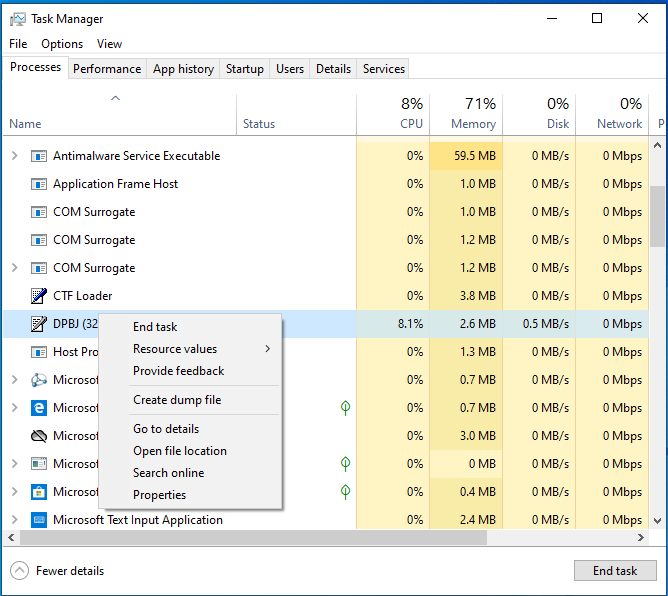 Task Manager
File Options View
Processes Performance App history Startup Users Details Services
8% 71% 0% 0%
Name Status CPU Memory Disk Network P
Antimalware Service Executable 0% 59.5 MB 0 MB/s 0 Mbps
Application Frame Host 0% 1.0 MB 0 MB/s 0 Mbps
COM Surrogate 0% 1.0 MB 0 MB/s 0 Mbps
COM Surrogate 0% 1.2 MB 0 MB/s 0 Mbps
COM Surrogate 0% 1.2 MB 0 MB/s 0 Mbps
CTF Loader 0% 3.8 MB 0 MB/s 0 Mbps
DPBJ (32 8.1% 2.6 MB 0.5 MB/s 0 Mbps
Host Pro 0% 1.3 MB 0 MB/s 0 Mbps
Microsof 0% 0.7 MB 0 MB/s 0 Mbps
Microsof 0% 0.7 MB 0 MB/s 0 Mbps
Microsof 0% 3.0 MB 0 MB/s 0 Mbps
Microsof 0% 0 MB 0 MB/s 0 Mbps
Microsof 0% 0.4 MB 0 MB/s 0 Mbps
Microsoft Text Input Application 0% 2.4 MB 0 MB/s 0 Mbps
End task
Resource values
Provide feedback
Create dump file
Go to details
Open file location
Search online
Properties
Fewer details End task